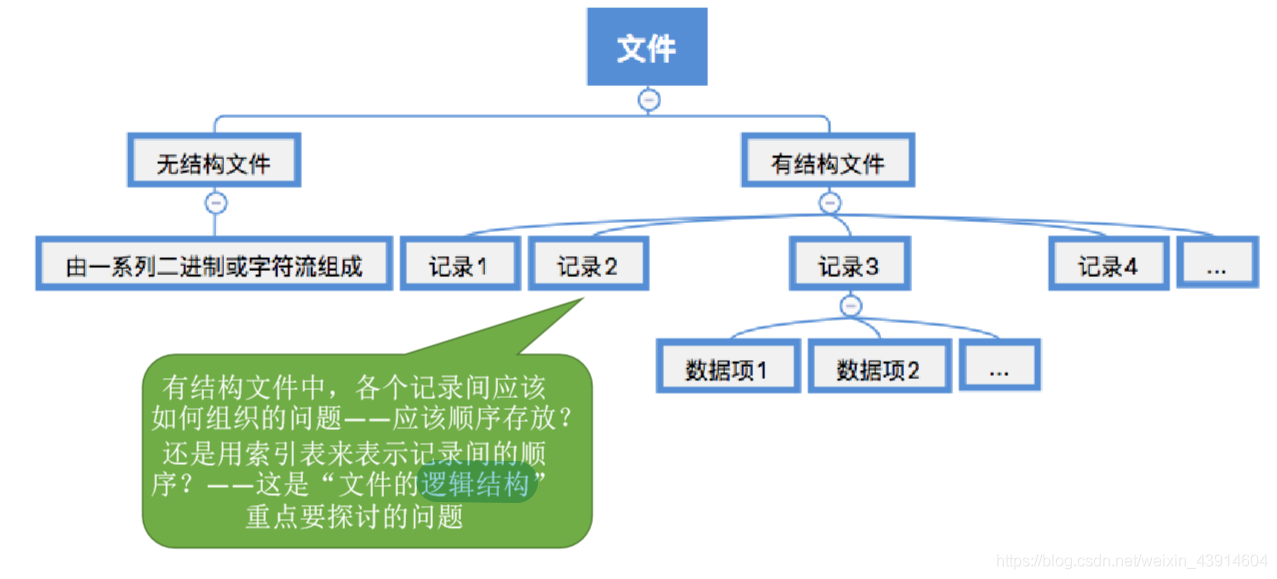 文件
无结构文件
有结构文件
由一系列二进制或字符流组成
记录1
记录2
记录3
记录4
...
数据项1
数据项2
...
有结构文件中，各个记录间应该
如何组织的问题——应该顺序存放？
还是用索引表来表示记录间的顺
序？——这是“文件的逻辑结构”
重点要探讨的问题
https://blog.csdn.net/weixin_43914604